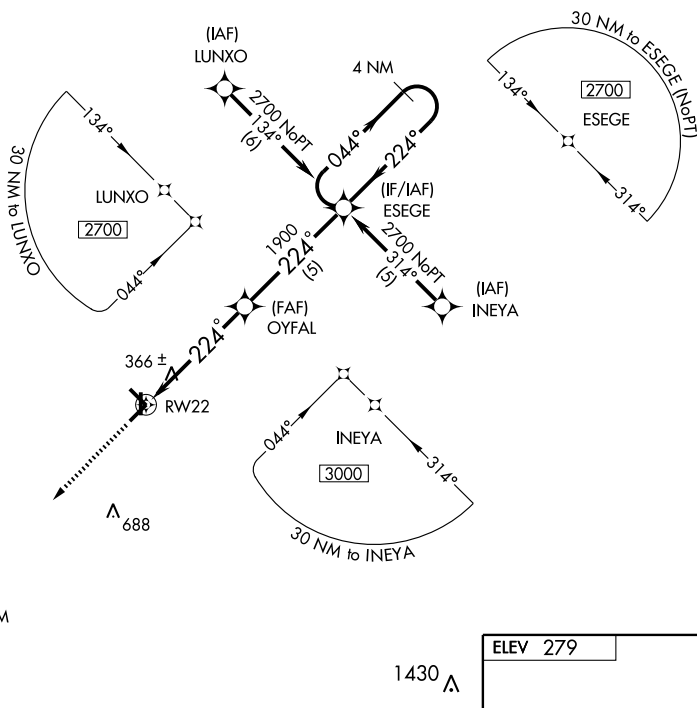 (IAF)
LUNXO
4 NM
30 NM to ESEGE (NoPT)
134°
2700
ESEGE
314°
2700 NoPT
134°
(6)
044°
224°
134°
LUNXO
2700
044°
30 NM to LUNXO
(IF/IAF)
ESEGE
1900
224°
(5)
2700 NoPT
314°
(5)
(IAF)
INEYA
(FAF)
OYFAL
366 ±
224°
RW22
044°
INEYA
314°
3000
30 NM to INEYA
688
M
ELEV 279
1430